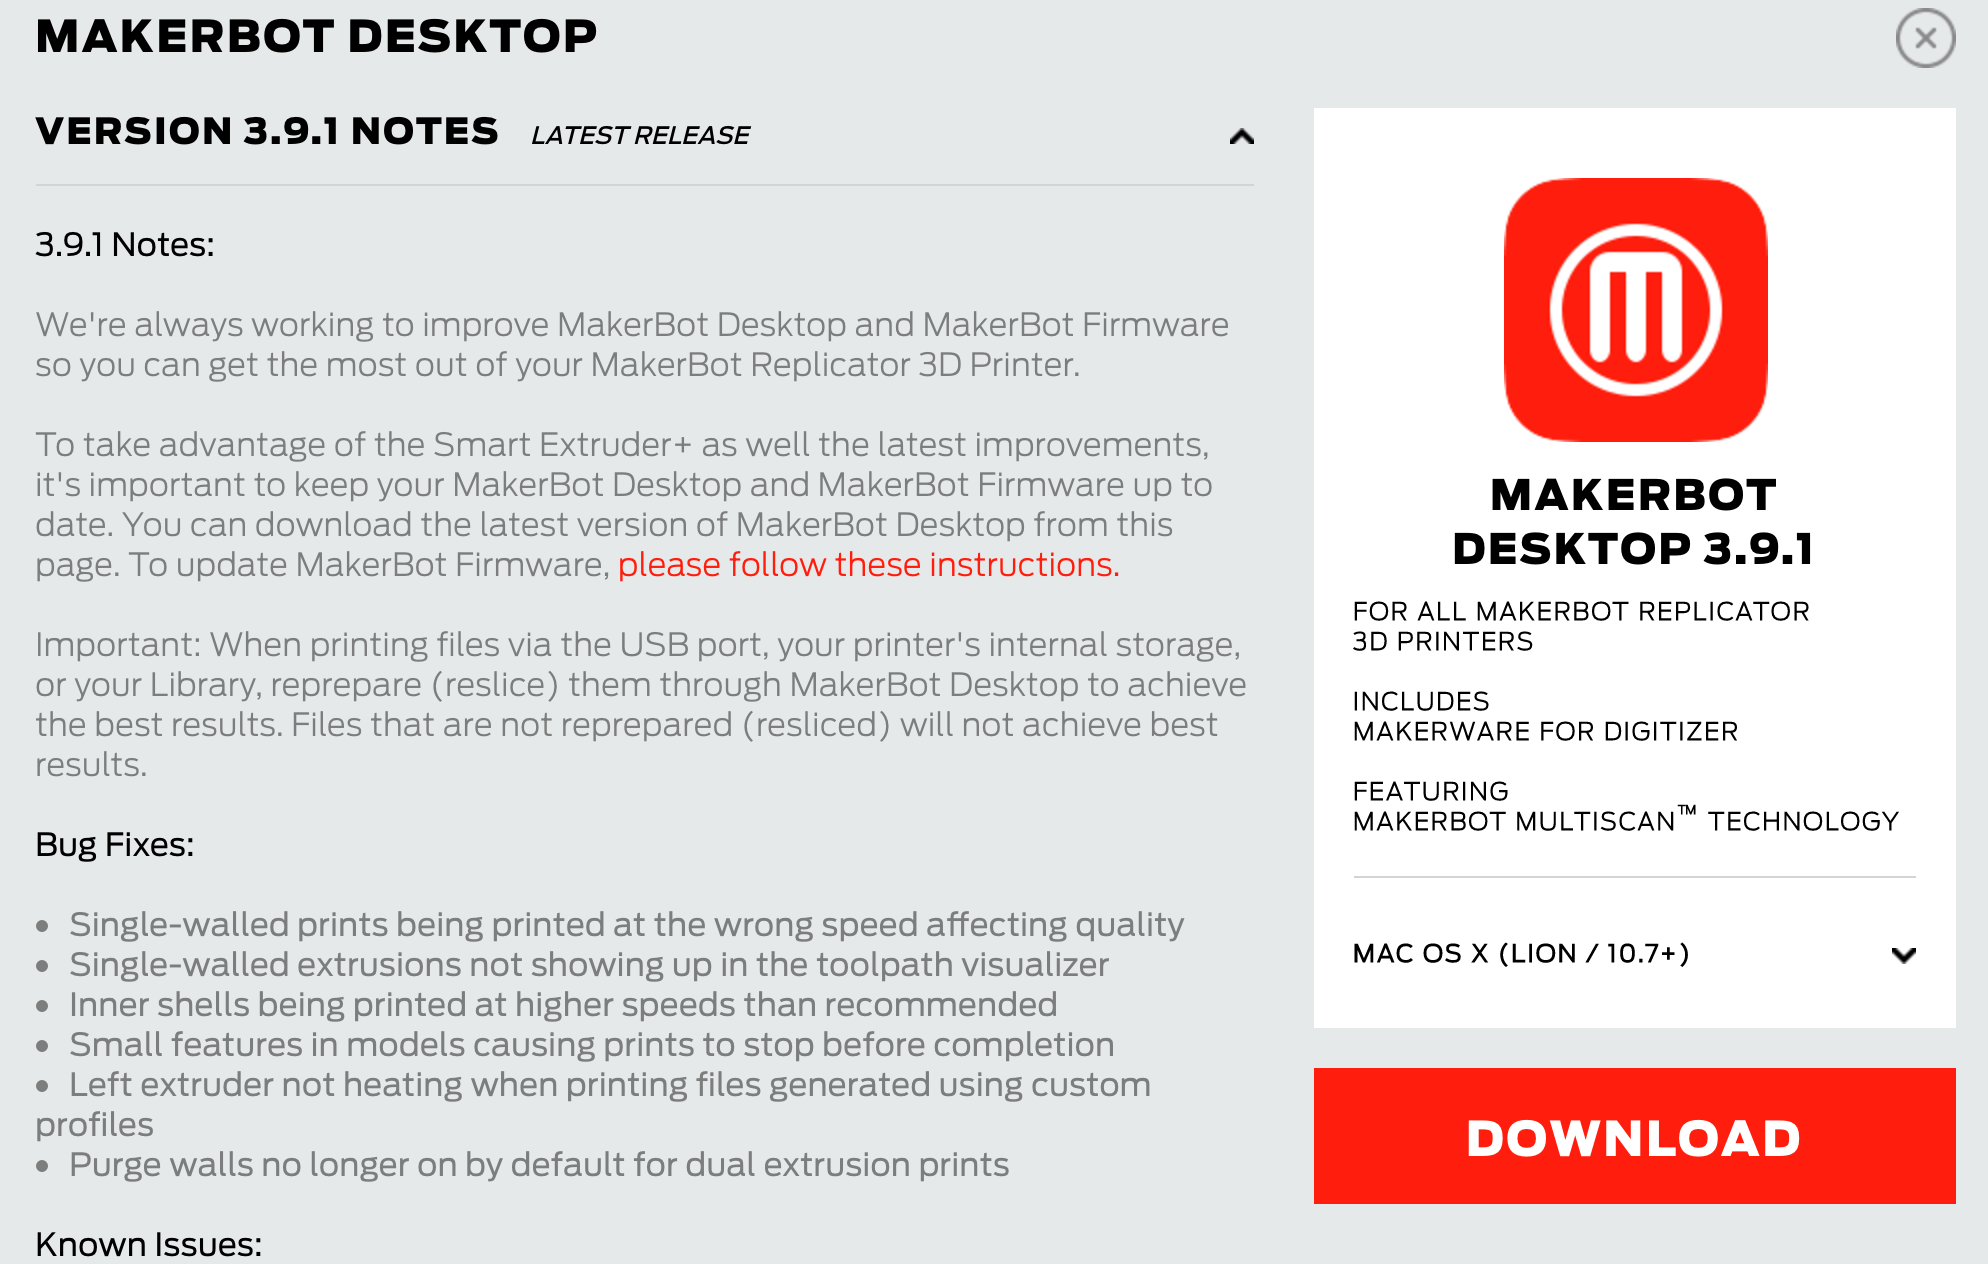 MAKERBOT DESKTOP
VERSION 3.9.1 NOTES LATEST RELEASE
3.9.1 Notes:
We're always working to improve MakerBot Desktop and MakerBot Firmware
so you can get the most out of your MakerBot Replicator 3D Printer.
To take advantage of the Smart Extruder+ as well the latest improvements,
it's important to keep your MakerBot Desktop and MakerBot Firmware up to
date. You can download the latest version of MakerBot Desktop from this
page. To update MakerBot Firmware, please follow these instructions.
Important: When printing files via the USB port, your printer's internal storage,
or your Library, reprepare (reslice) them through MakerBot Desktop to achieve
the best results. Files that are not reprepared (resliced) will not achieve best
results.
Bug Fixes:
• Single-walled prints being printed at the wrong speed affecting quality
• Single-walled extrusions not showing up in the toolpath visualizer
• Inner shells being printed at higher speeds than recommended
• Small features in models causing prints to stop before completion
• Left extruder not heating when printing files generated using custom
profiles
• Purge walls no longer on by default for dual extrusion prints
Known Issues:
MAKERBOT
DESKTOP 3.9.1
FOR ALL MAKERBOT REPLICATOR
3D PRINTERS
INCLUDES
MAKERWARE FOR DIGITIZER
FEATURING
MAKERBOT MULTISCAN™ TECHNOLOGY
MAC OS X (LION / 10.7+)
DOWNLOAD